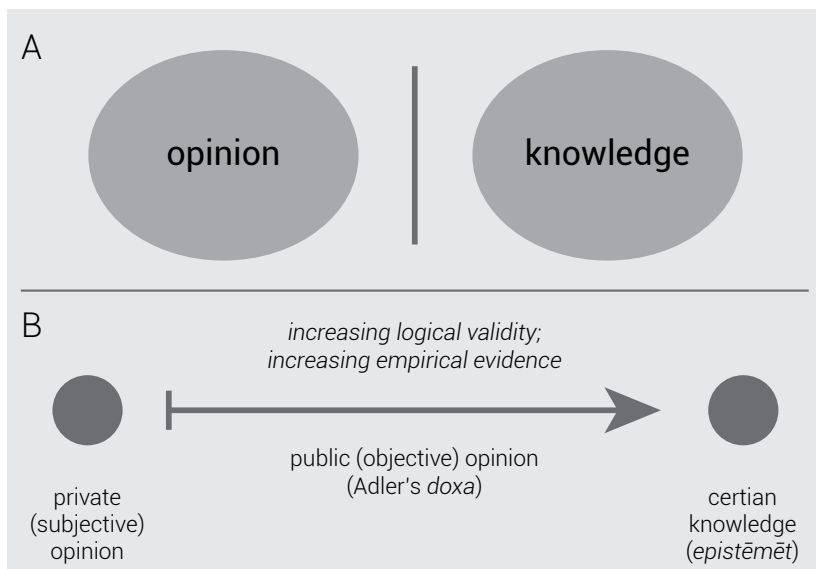 A
opinion
knowledge
B
increasing logical validity;
increasing empirical evidence
public (objective) opinion
(Adler's doxa)
private
(subjective)
opinion
certian
knowledge
(epistēmēt)